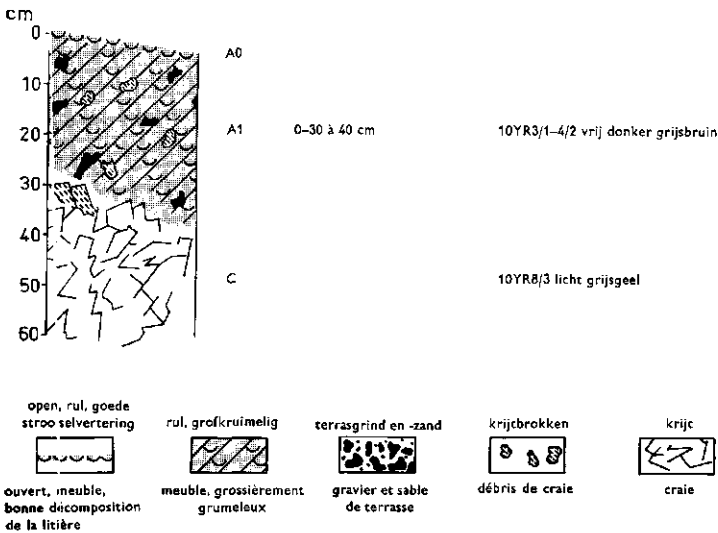 cm
0
A0
10
20
A1 0–30 à 40 cm 10YR3/1–4/2 vrij donker grijsbruin
30
40
50
C 10YR8/3 licht grijsgeel
60
open, rul, goede
stroo selvertering
rul, grofkruimelig
terrasgrind en -zand
krijtbrokken
krijt
ouvert, meuble,
bonne décomposition
de la litière
meuble, grossièrement
grumeleux
gravier et sable
de terrasse
débris de craie
craie